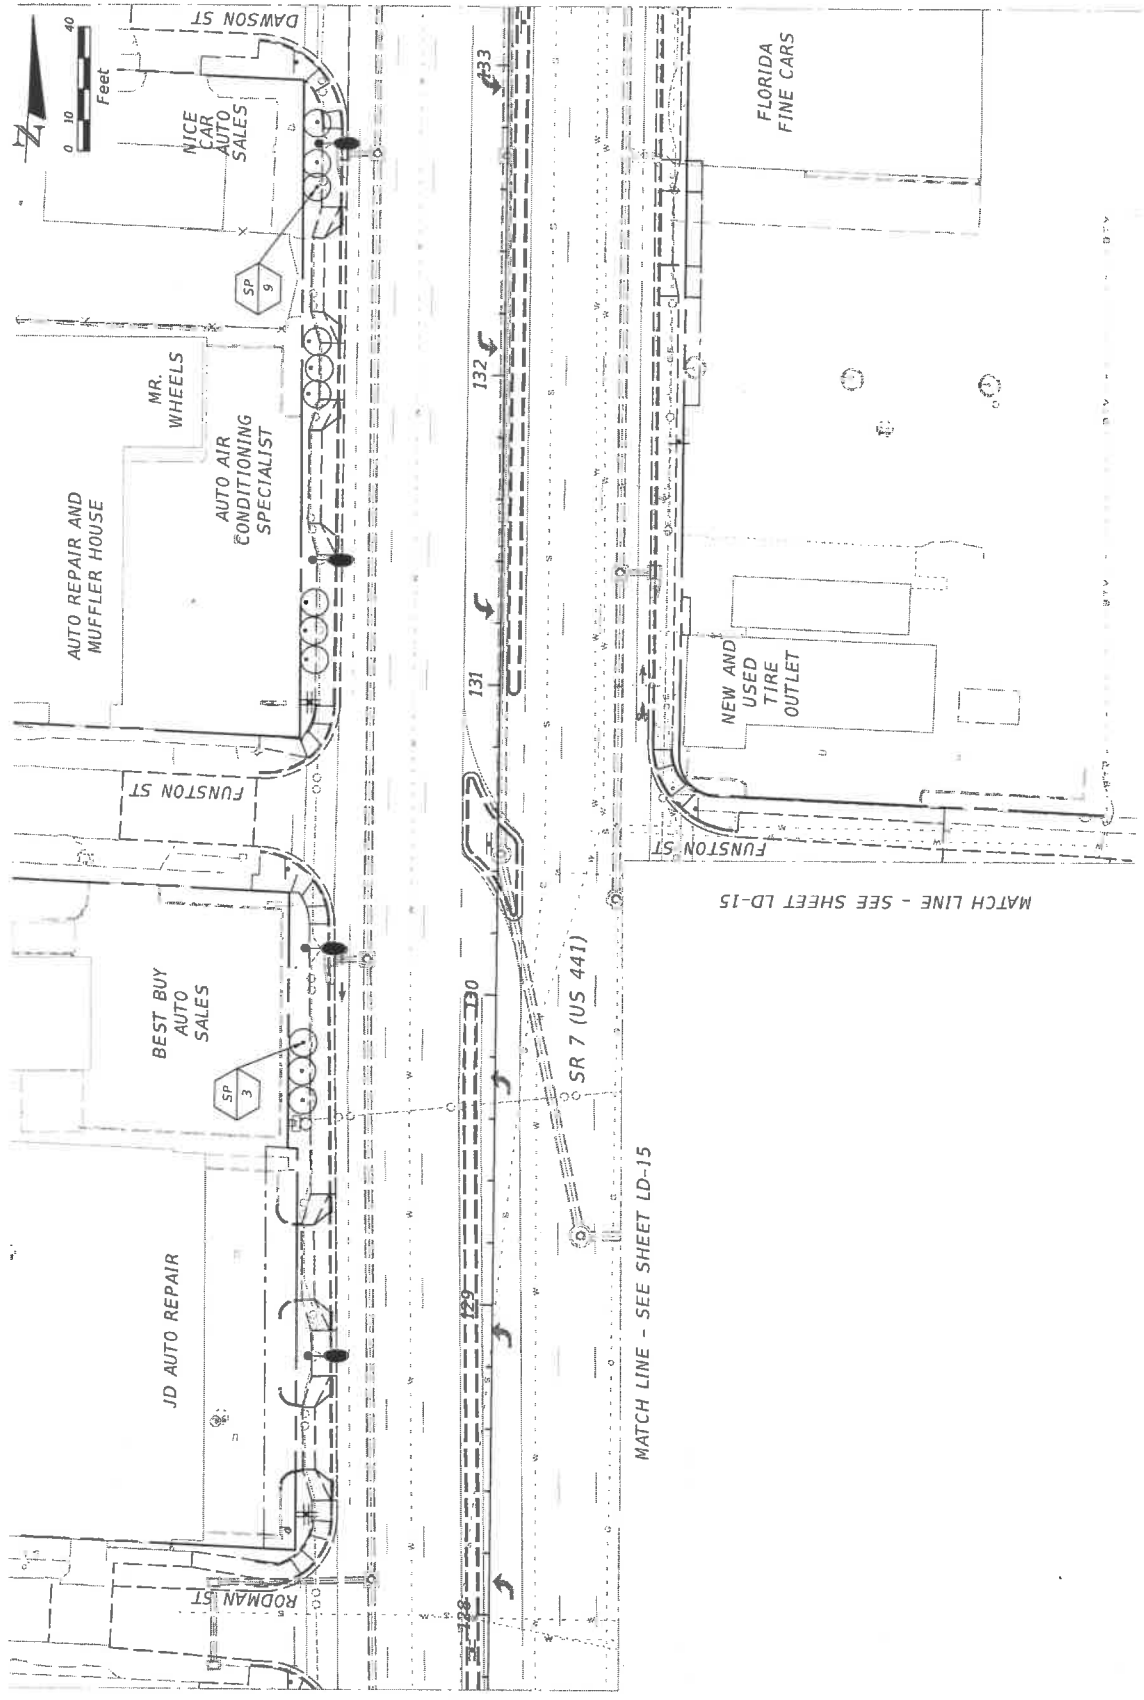 DAWSON ST
N
0 10 40
Feet
NICE
CAR
AUTO
SALES
SP
9
MR.
WHEELS
AUTO AIR
CONDITIONING
SPECIALIST
AUTO REPAIR AND
MUFFLER HOUSE
FUNSTON ST
BEST BUY
AUTO
SALES
SP
3
JD AUTO REPAIR
RODMAN ST
133
132
131
130
129
128
SR 7 (US 441)
FLORIDA
FINE CARS
NEW AND
USED
TIRE
OUTLET
FUNSTON ST
MATCH LINE - SEE SHEET LD-15
MATCH LINE - SEE SHEET LD-15